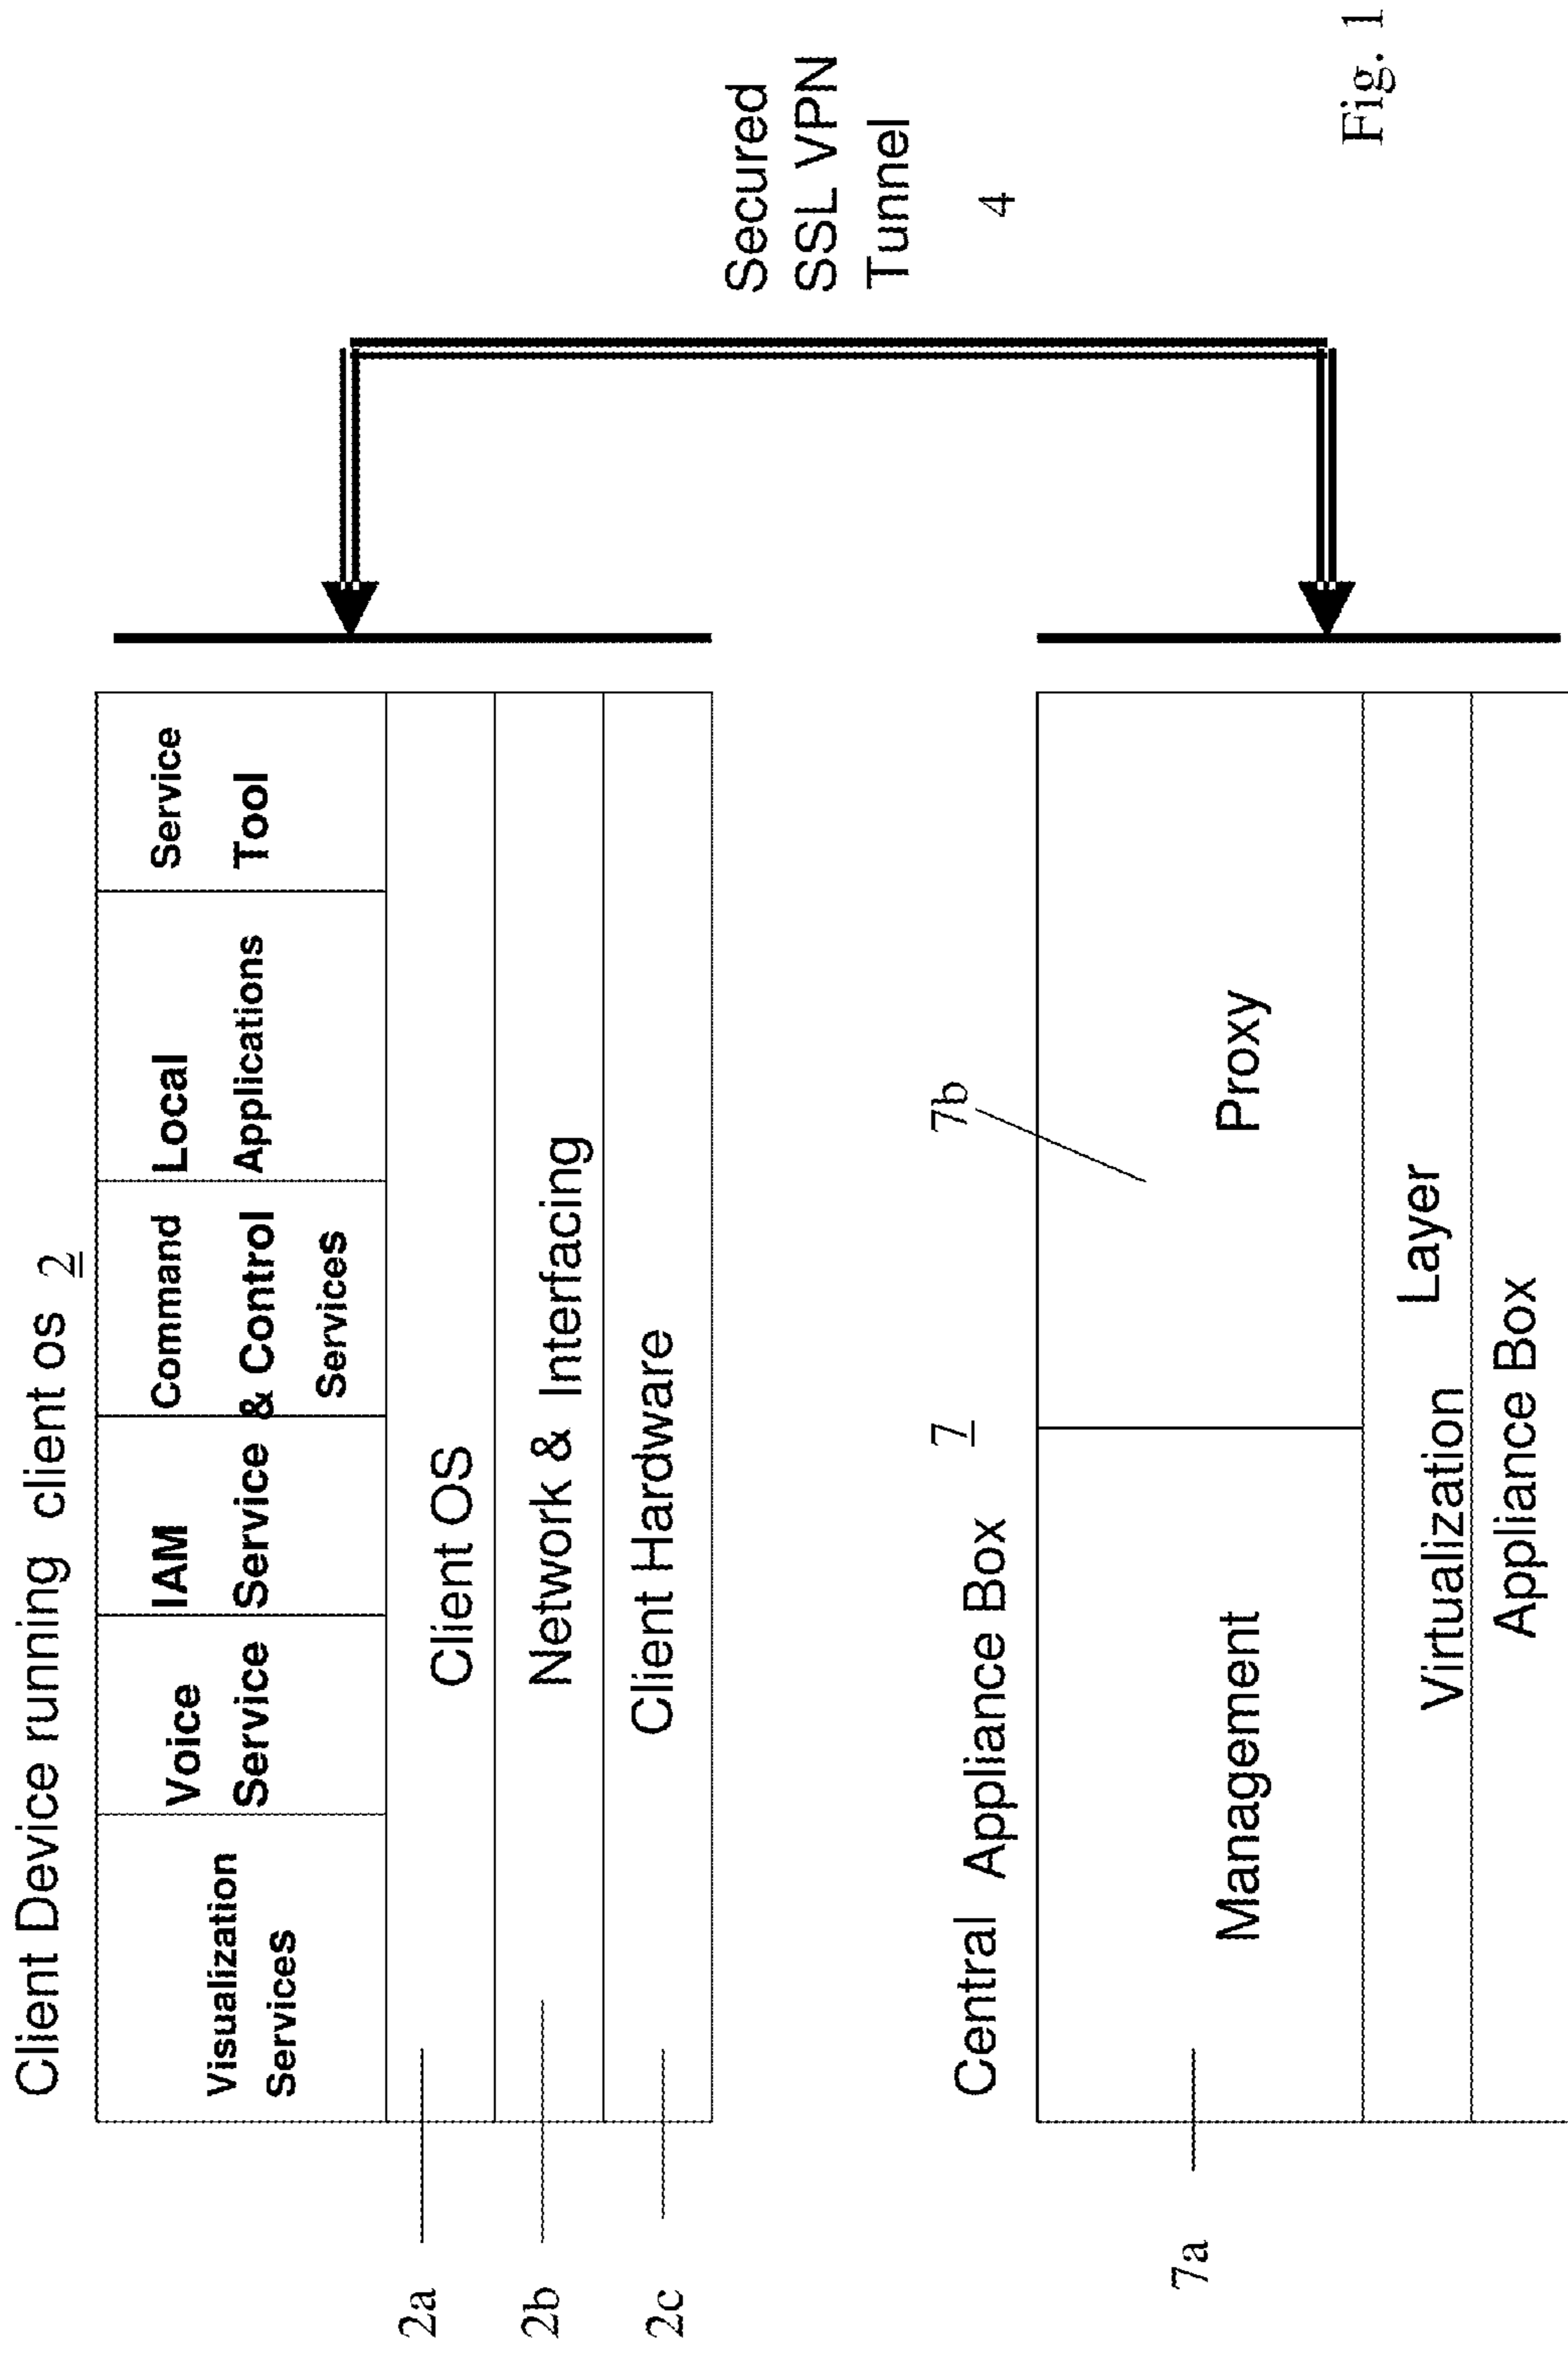 Client Device running client os 2
Visualization
Services
Voice
Service
IAM
Service
Command
& Control
Services
Local
Applications
Service
Tool
2a
Client OS
2b
Network & Interfacing
2c
Client Hardware
Secured
SSL VPN
Tunnel
4
Central Appliance Box 7
7b
7a
Management
Proxy
Virtualization Layer
Appliance Box
Fig. 1